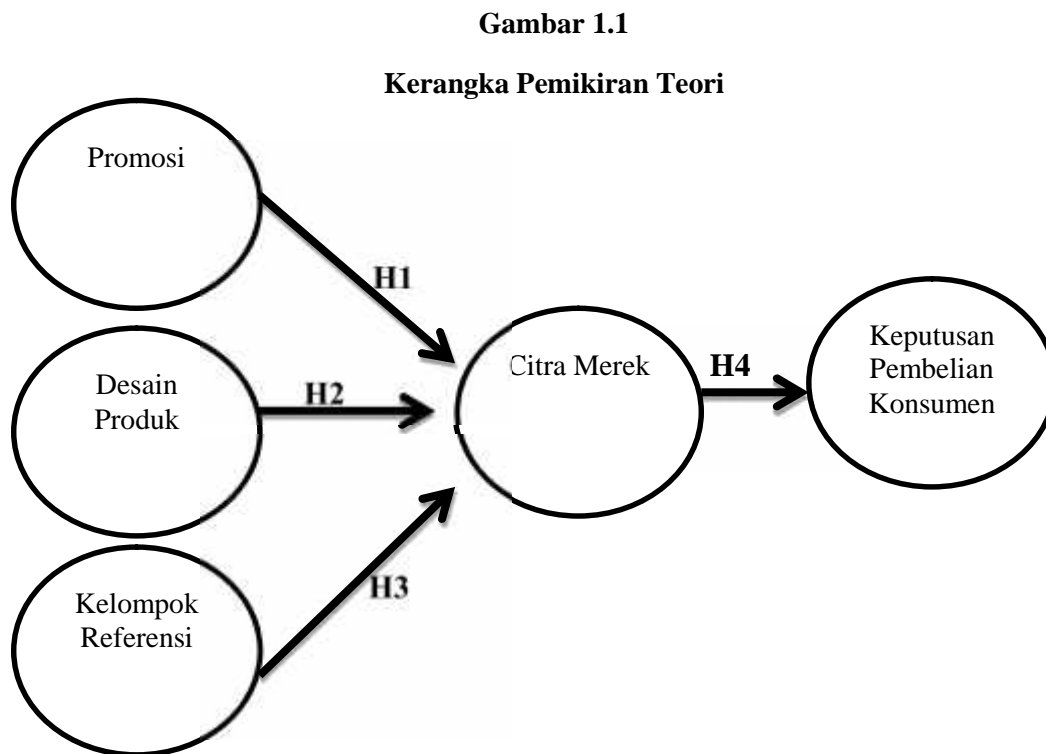 Gambar 1.1
Kerangka Pemikiran Teori
Promosi
H1
Desain
Produk
H2
Citra Merek
H4
Keputusan
Pembelian
Konsumen
H3
Kelompok
Referensi